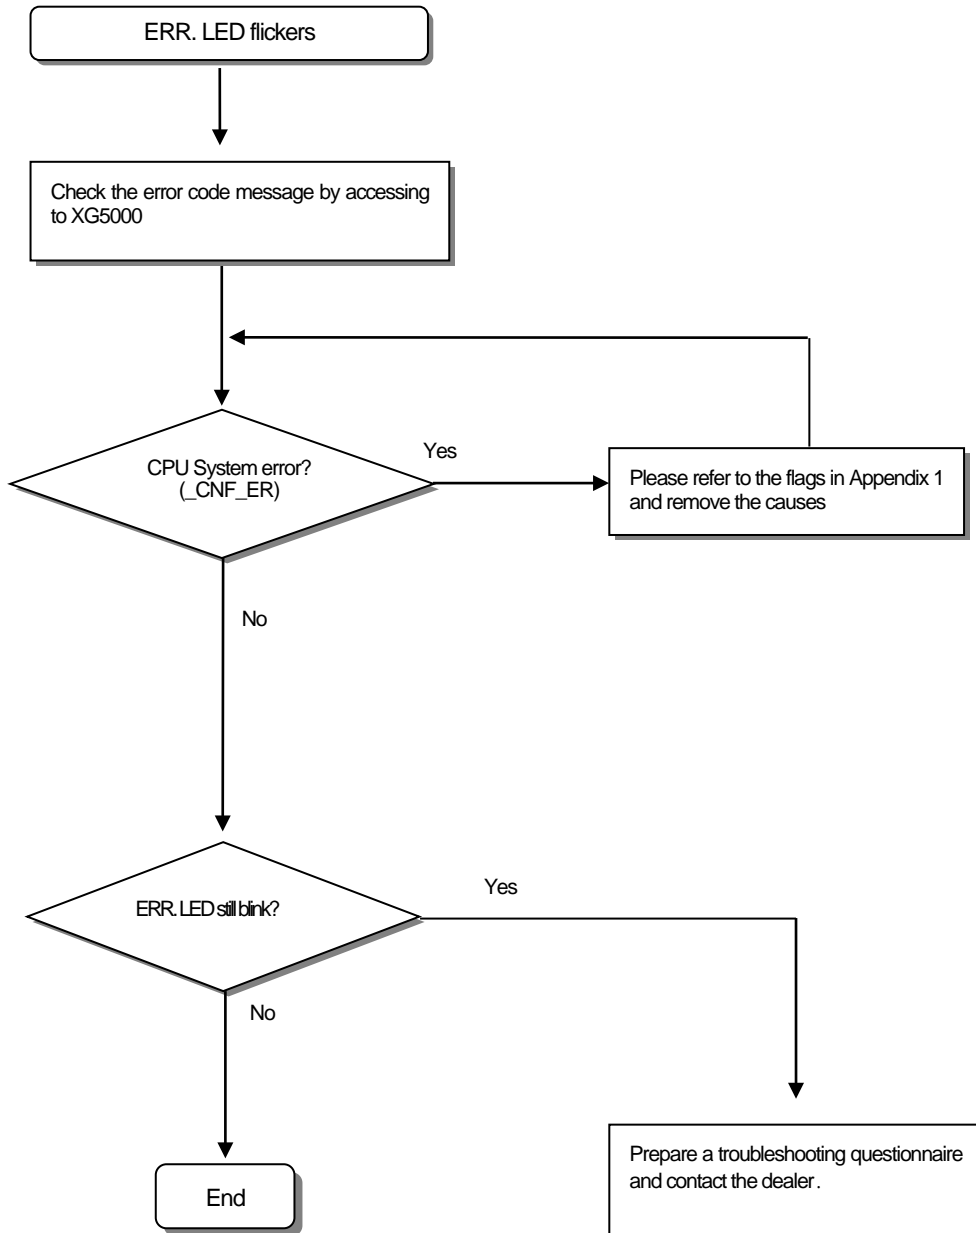 ERR. LED flickers
Check the error code message by accessing
to XG5000
CPU System error?
(_CNF_ER)
Yes
Please refer to the flags in Appendix 1
and remove the causes
No
ERR. LED still blink?
Yes
No
End
Prepare a troubleshooting questionnaire
and contact the dealer.